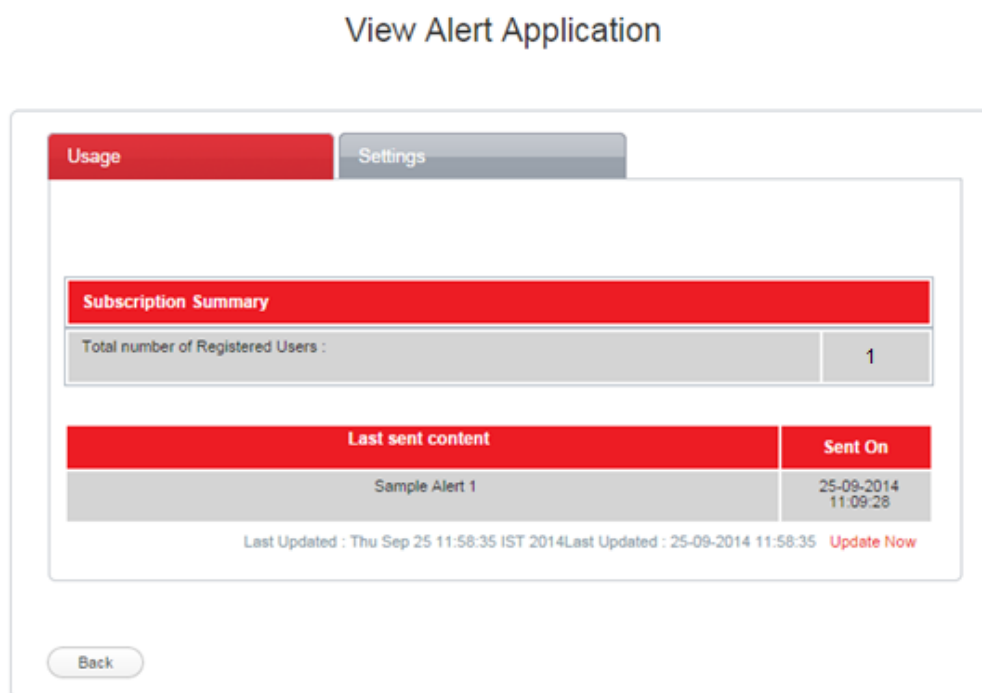 View Alert Application
Usage
Settings
Subscription Summary
Total number of Registered Users :
1
Last sent content
Sent On
Sample Alert 1
25-09-2014
11:09:28
Last Updated : Thu Sep 25 11:58:35 IST 2014Last Updated : 25-09-2014 11:58:35 Update Now
Back